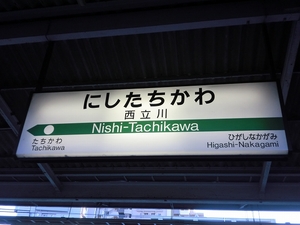 にしたちかわ
西立川
Nishi-Tachikawa
たちかわ
Tachikawa
ひがしなかがみ
Higashi-Nakagami